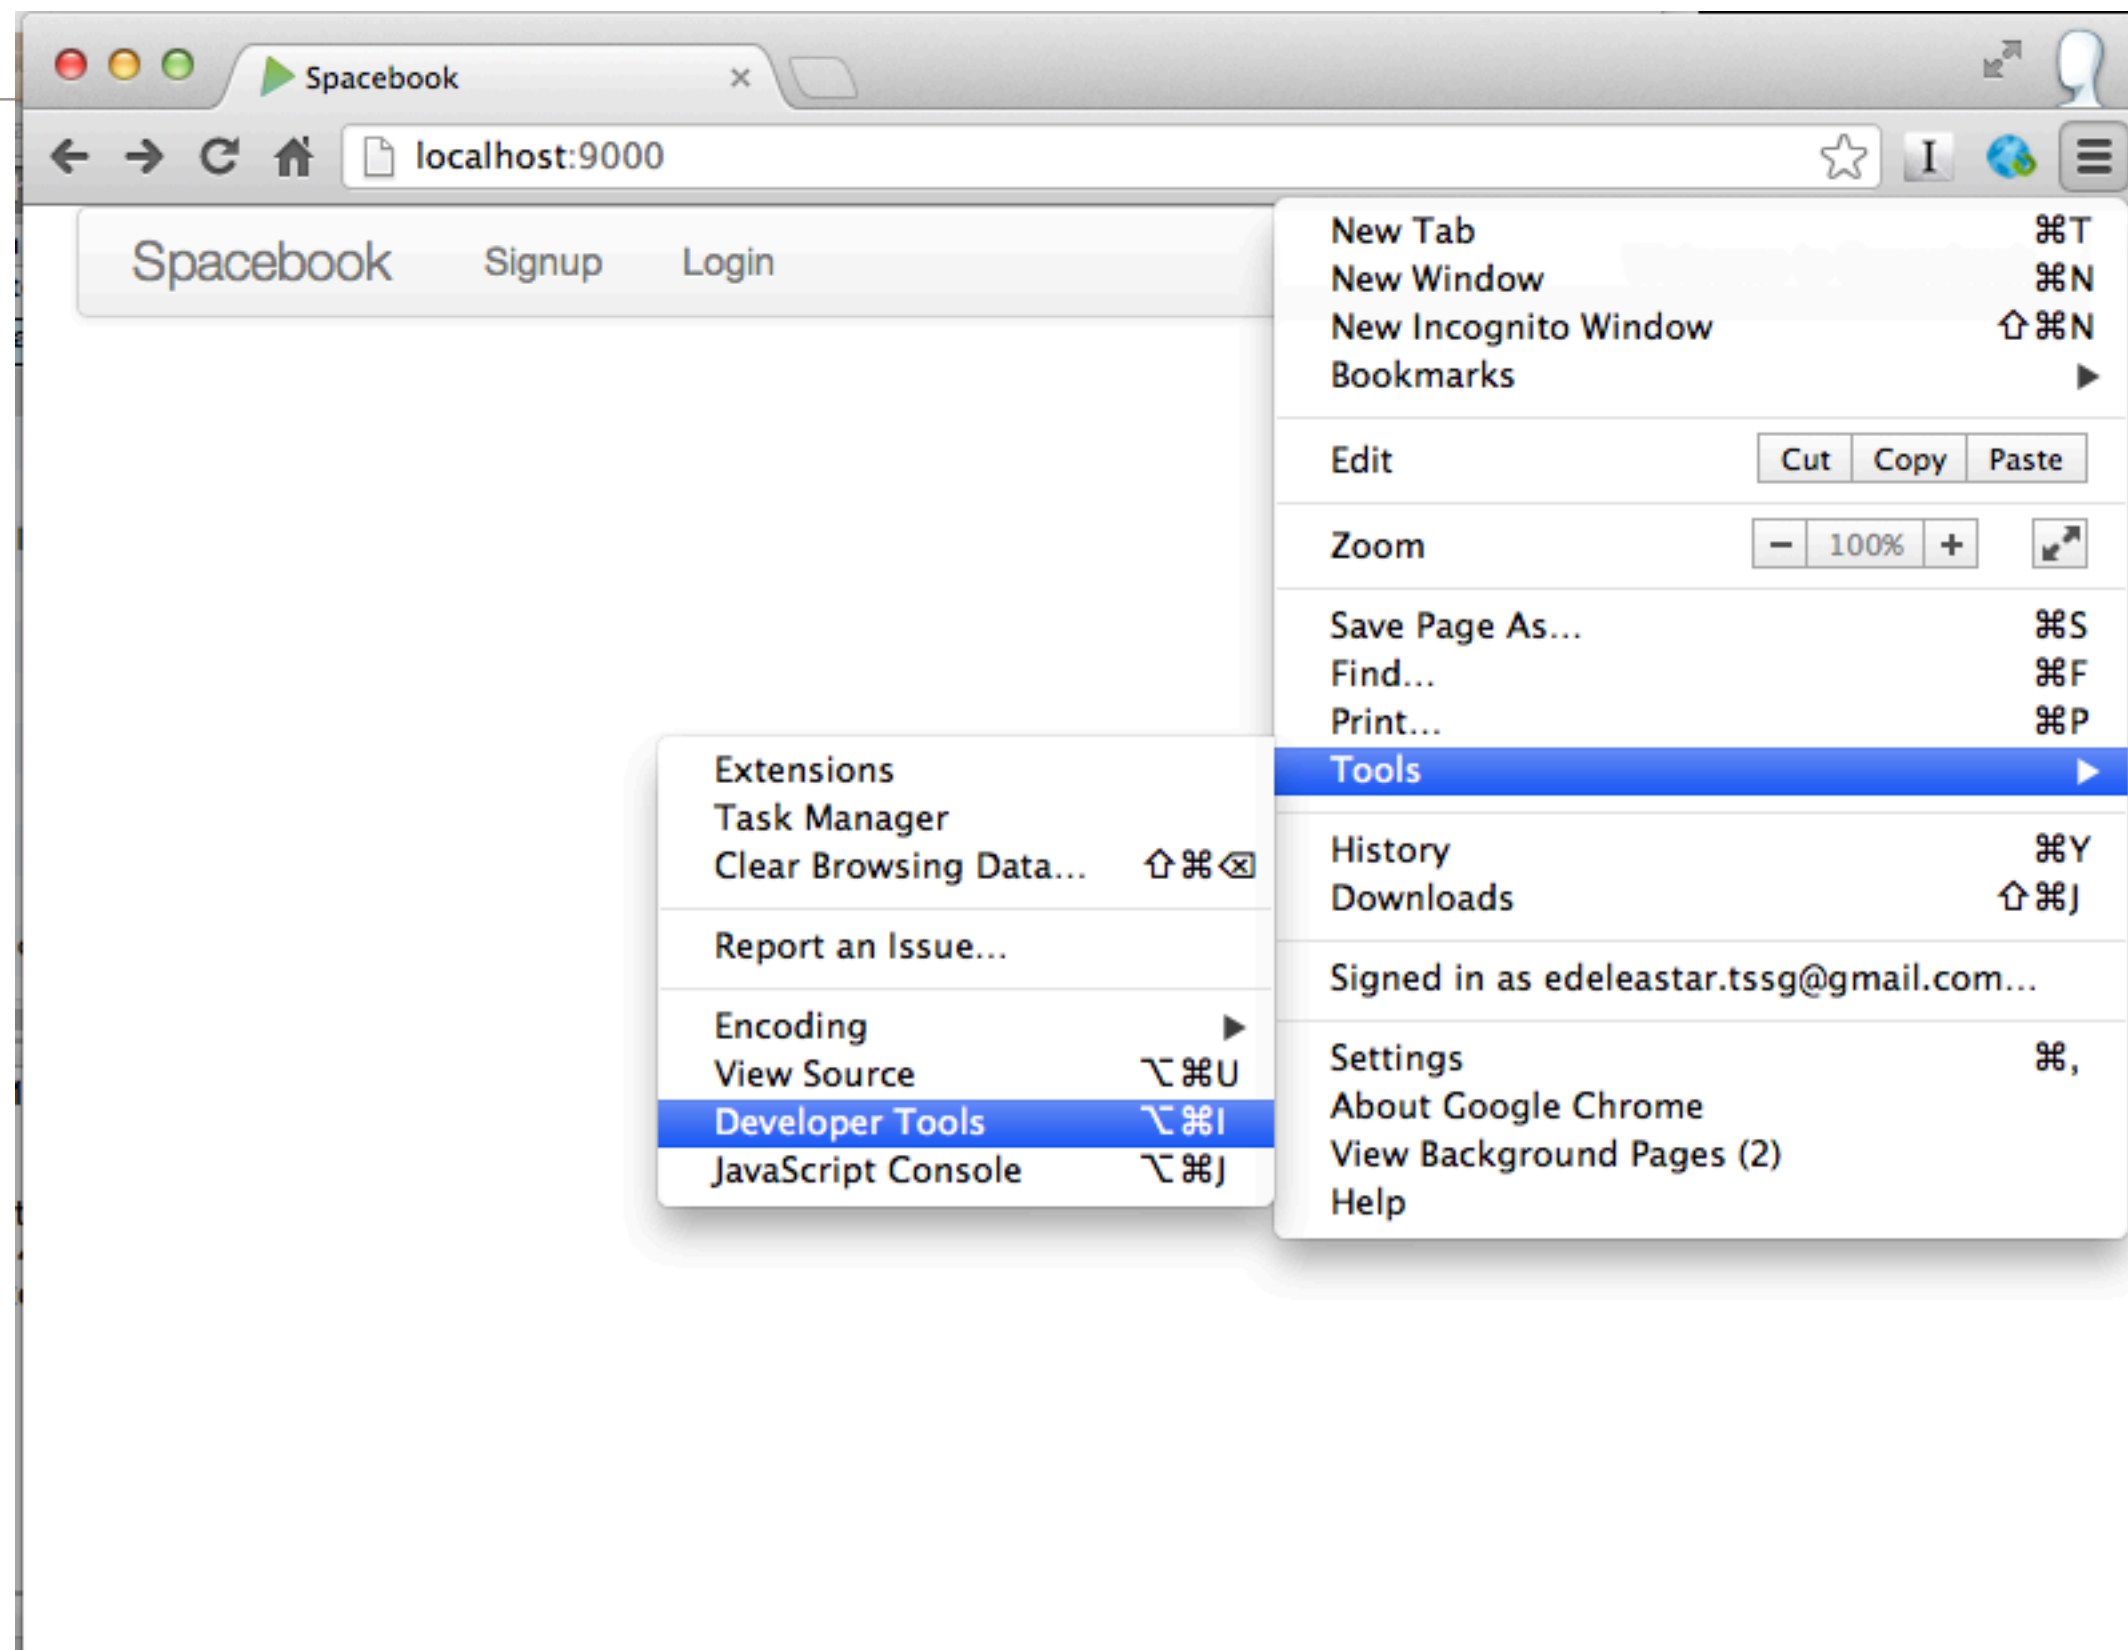 Spacebook
localhost:9000
Spacebook Signup Login
New Tab ⌘T
New Window ⌘N
New Incognito Window ⇧⌘N
Bookmarks ▶
Edit Cut Copy Paste
Zoom − 100% +
Save Page As... ⌘S
Find... ⌘F
Print... ⌘P
Tools ▶
History ⌘Y
Downloads ⇧⌘J
Signed in as edeleastar.tssg@gmail.com...
Settings ⌘,
About Google Chrome
View Background Pages (2)
Help
Extensions
Task Manager
Clear Browsing Data... ⇧⌘⌫
Report an Issue...
Encoding ▶
View Source ⌥⌘U
Developer Tools ⌥⌘I
JavaScript Console ⌥⌘J